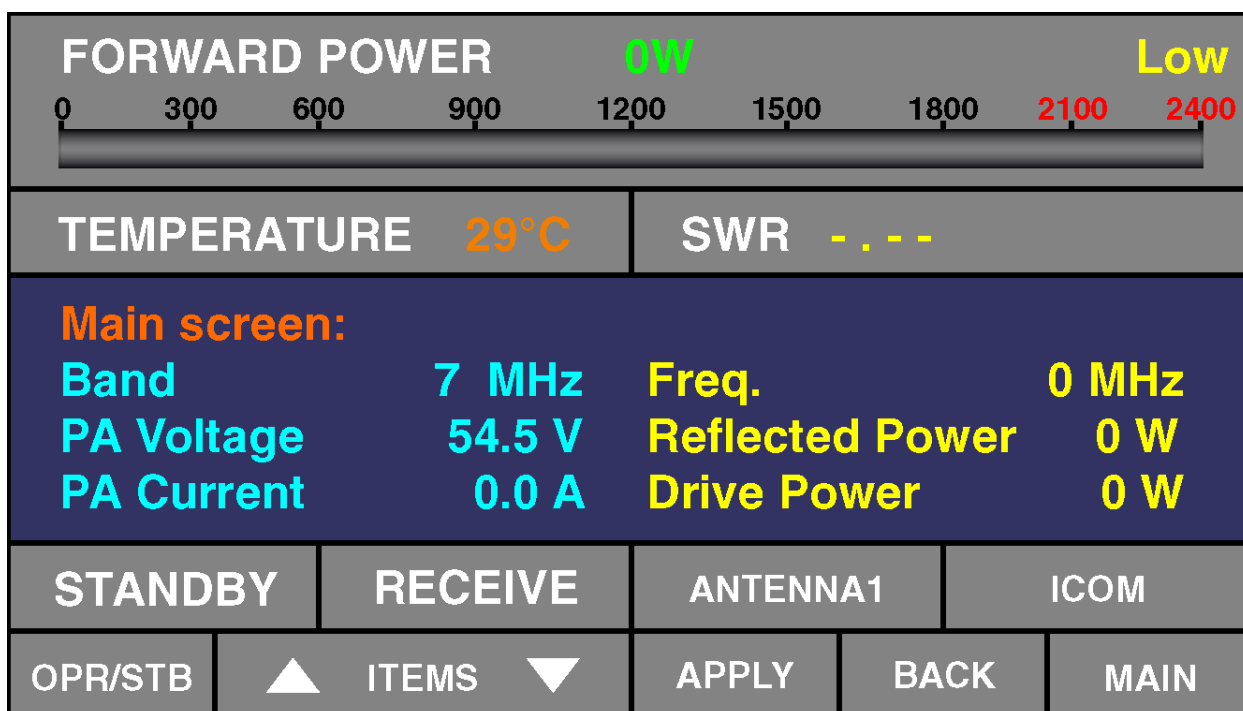 FORWARD POWER 0W Low
0 300 600 900 1200 1500 1800 2100 2400
TEMPERATURE 29°C SWR -.--
Main screen:
Band 7 MHz Freq. 0 MHz
PA Voltage 54.5 V Reflected Power 0 W
PA Current 0.0 A Drive Power 0 W
STANDBY RECEIVE ANTENNA1 ICOM
OPR/STB ▲ ITEMS ▼ APPLY BACK MAIN